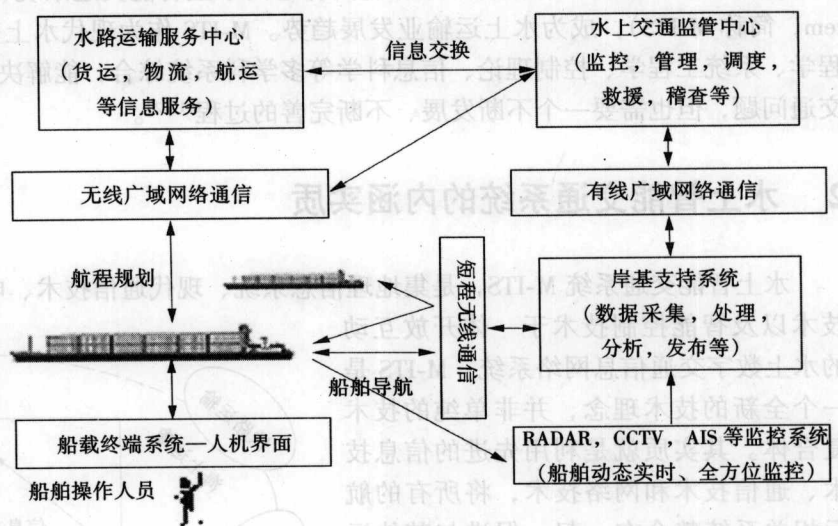 水路运输服务中心
(货运，物流，航运
等信息服务)
信息交换
水上交通监管中心
(监控，管理，调度，
救援，稽查等)
无线广域网络通信
有线广域网络通信
航程规划
短程无线通信
岸基支持系统
(数据采集，处理，
分析，发布等)
船舶导航
船载终端系统—人机界面
RADAR，CCTV，AIS等监控系统
(船舶动态实时、全方位监控)
船舶操作人员